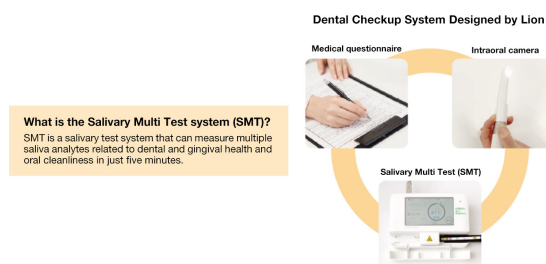 Dental Checkup System Designed by Lion
Medical questionnaire
Intraoral camera
What is the Salivary Multi Test system (SMT)?
SMT is a salivary test system that can measure multiple
saliva analytes related to dental and gingival health and
oral cleanliness in just five minutes.
Salivary Multi Test (SMT)